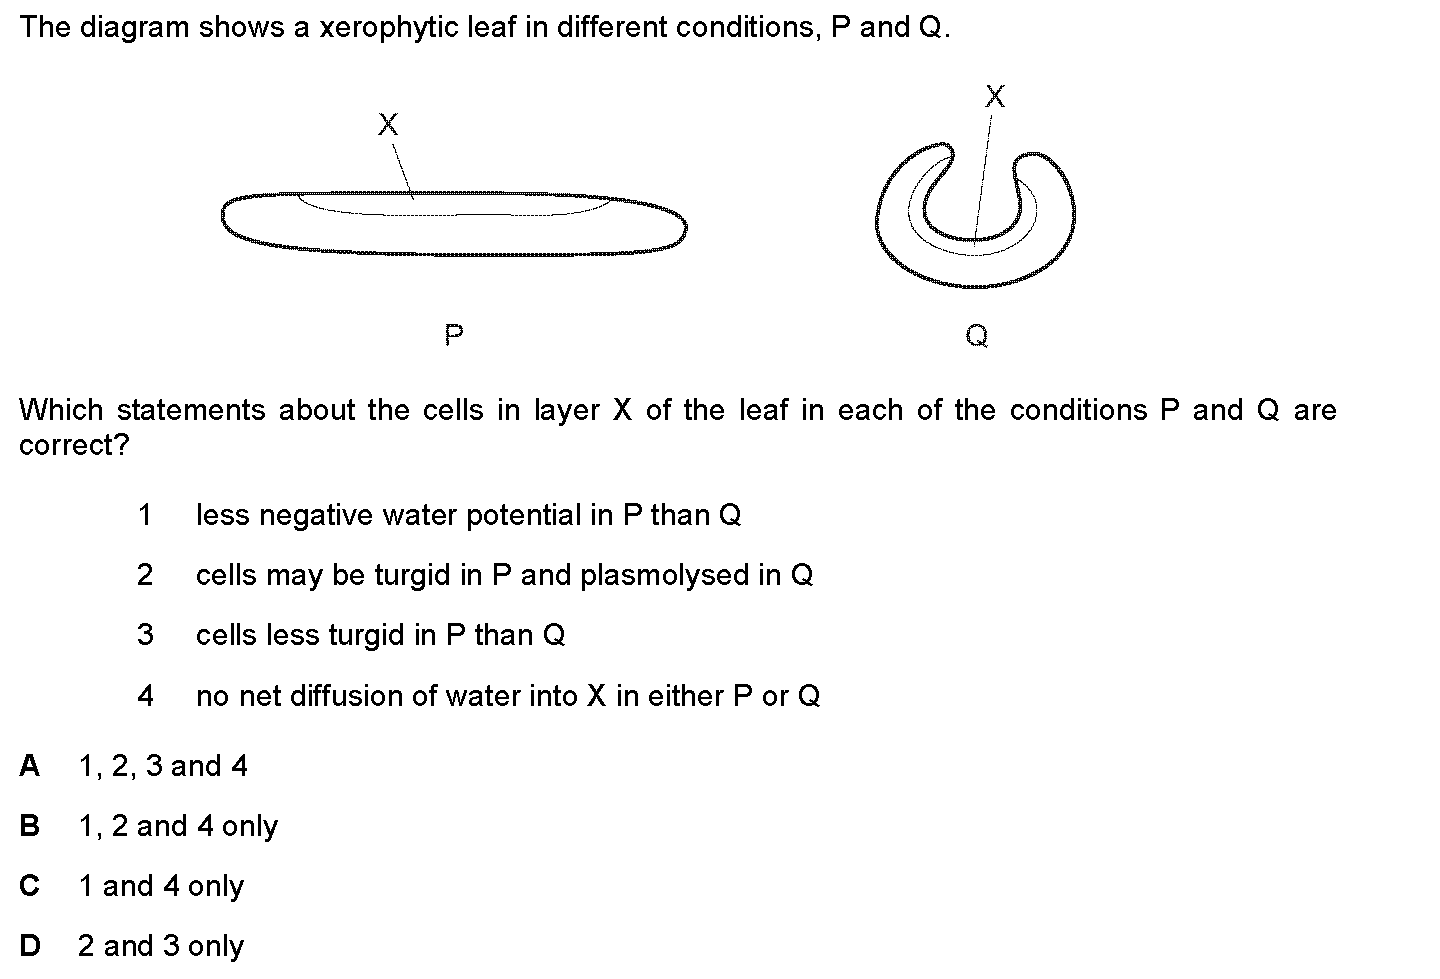 The diagram shows a xerophytic leaf in different conditions, P and Q.
X
X
P
Q
Which statements about the cells in layer X of the leaf in each of the conditions P and Q are
correct?
1 less negative water potential in P than Q
2 cells may be turgid in P and plasmolysed in Q
3 cells less turgid in P than Q
4 no net diffusion of water into X in either P or Q
A 1, 2, 3 and 4
B 1, 2 and 4 only
C 1 and 4 only
D 2 and 3 only